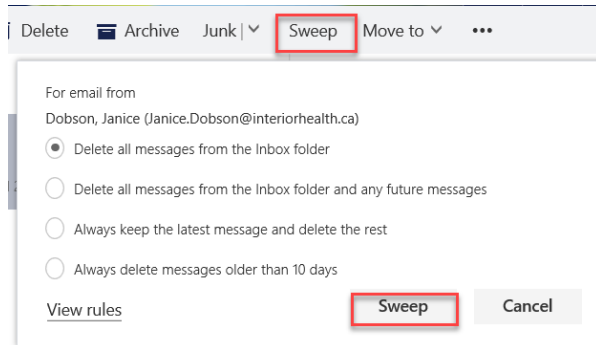 Delete Archive Junk | Sweep Move to •••
For email from
Dobson, Janice (Janice.Dobson@interiorhealth.ca)
Delete all messages from the Inbox folder
Delete all messages from the Inbox folder and any future messages
Always keep the latest message and delete the rest
Always delete messages older than 10 days
View rules Sweep Cancel